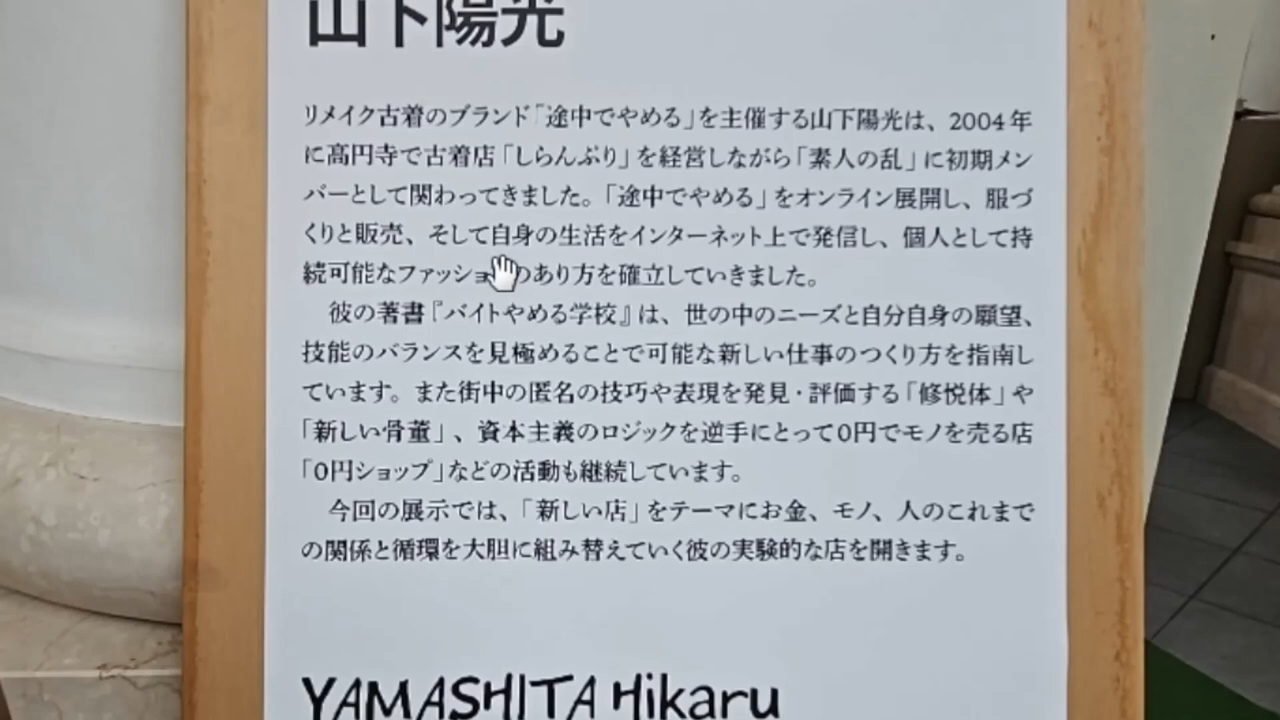 山下陽光
リメイク古着のブランド「途中でやめる」を主催する山下陽光は、2004年
に高円寺で古着店「しらんぷり」を経営しながら「素人の乱」に初期メン
バーとして関わってきました。「途中でやめる」をオンライン展開し、服づ
くりと販売、そして自身の生活をインターネット上で発信し、個人として持
続可能なファッショ のあり方を確立していきました。
彼の著書『バイトやめる学校』は、世の中のニーズと自分自身の願望、
技能のバランスを見極めることで可能な新しい仕事のつくり方を指南し
ています。また街中の匿名の技巧や表現を発見・評価する「修悦体」や
「新しい骨董」、資本主義のロジックを逆手にとって0円でモノを売る店
「0円ショップ」などの活動も継続しています。
今回の展示では、「新しい店」をテーマにお金、モノ、人のこれまで
の関係と循環を大胆に組み替えていく彼の実験的な店を開きます。
YAMASHITA Hikaru